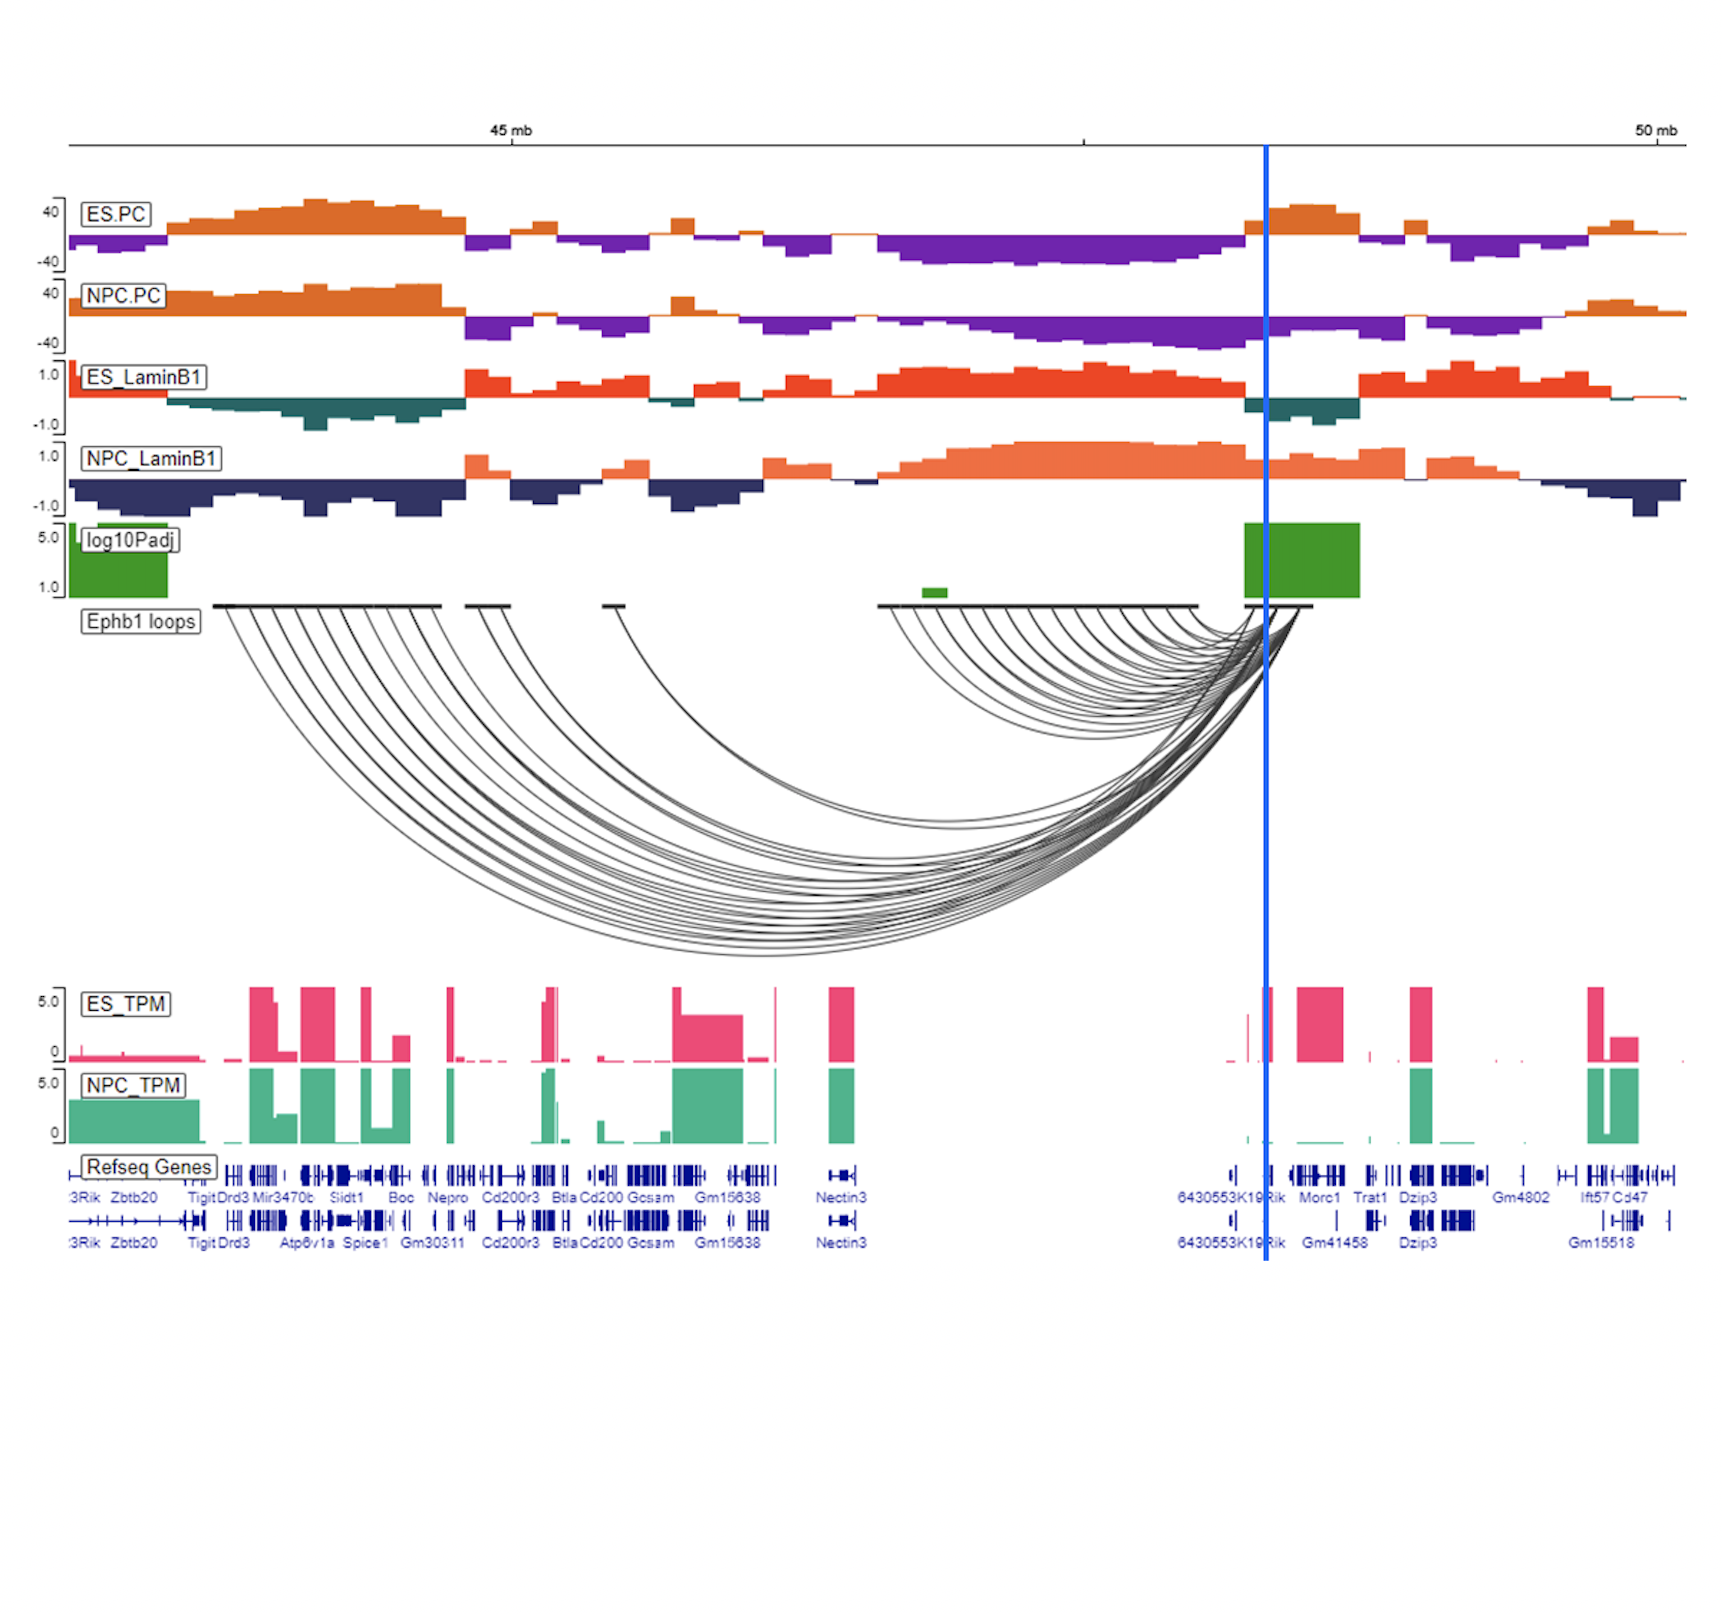 45 mb 50 mb
40 ES.PC
-40
40 NPC.PC
-40
1.0 ES_LaminB1
-1.0
1.0 NPC_LaminB1
-1.0
5.0 log10Padj
1.0
Ephb1 loops
5.0 ES_TPM
0
5.0 NPC_TPM
0
Refseq Genes
:3Rik Zbtb20 Tigit Drd3 Mir3470b Sidt1 Boc Nepro Cd200r3 Btla Cd200 Gcsam Gm15638 Nectin3 6430553K19Rik Morc1 Trat1 Dzip3 Gm4802 Ift57 Cd47
:3Rik Zbtb20 Tigit Drd3 Atp6v1a Spice1 Gm30311 Cd200r3 Btla Cd200 Gcsam Gm15638 Nectin3 6430553K19Rik Gm41458 Dzip3 Gm15518